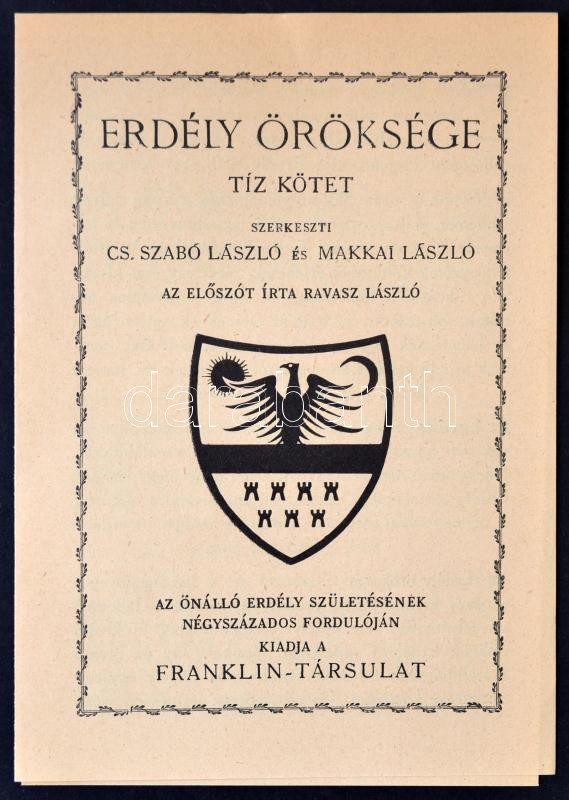 ERDÉLY ÖRÖKSÉGE
TÍZ KÖTET
SZERKESZTI
CS. SZABÓ LÁSZLÓ ÉS MAKKAI LÁSZLÓ
AZ ELŐSZÓT ÍRTA RAVASZ LÁSZLÓ
darabanth
AZ ÖNÁLLÓ ERDÉLY SZÜLETÉSÉNEK
NÉGYSZÁZADOS FORDULÓJÁN
KIADJA A
FRANKLIN-TÁRSULAT